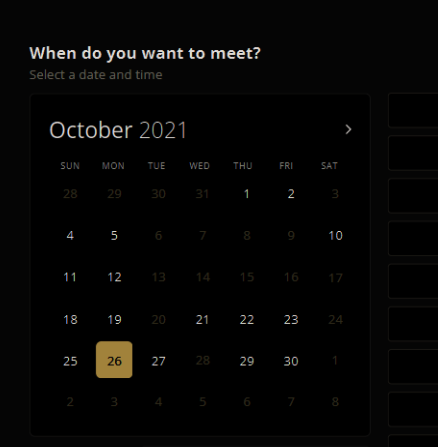 When do you want to meet?
Select a date and time
October 2021
SUN MON TUE WED THU FRI SAT
28 29 30 31 1 2 3
4 5 6 7 8 9 10
11 12 13 14 15 16 17
18 19 20 21 22 23 24
25 26 27 28 29 30 1
2 3 4 5 6 7 8